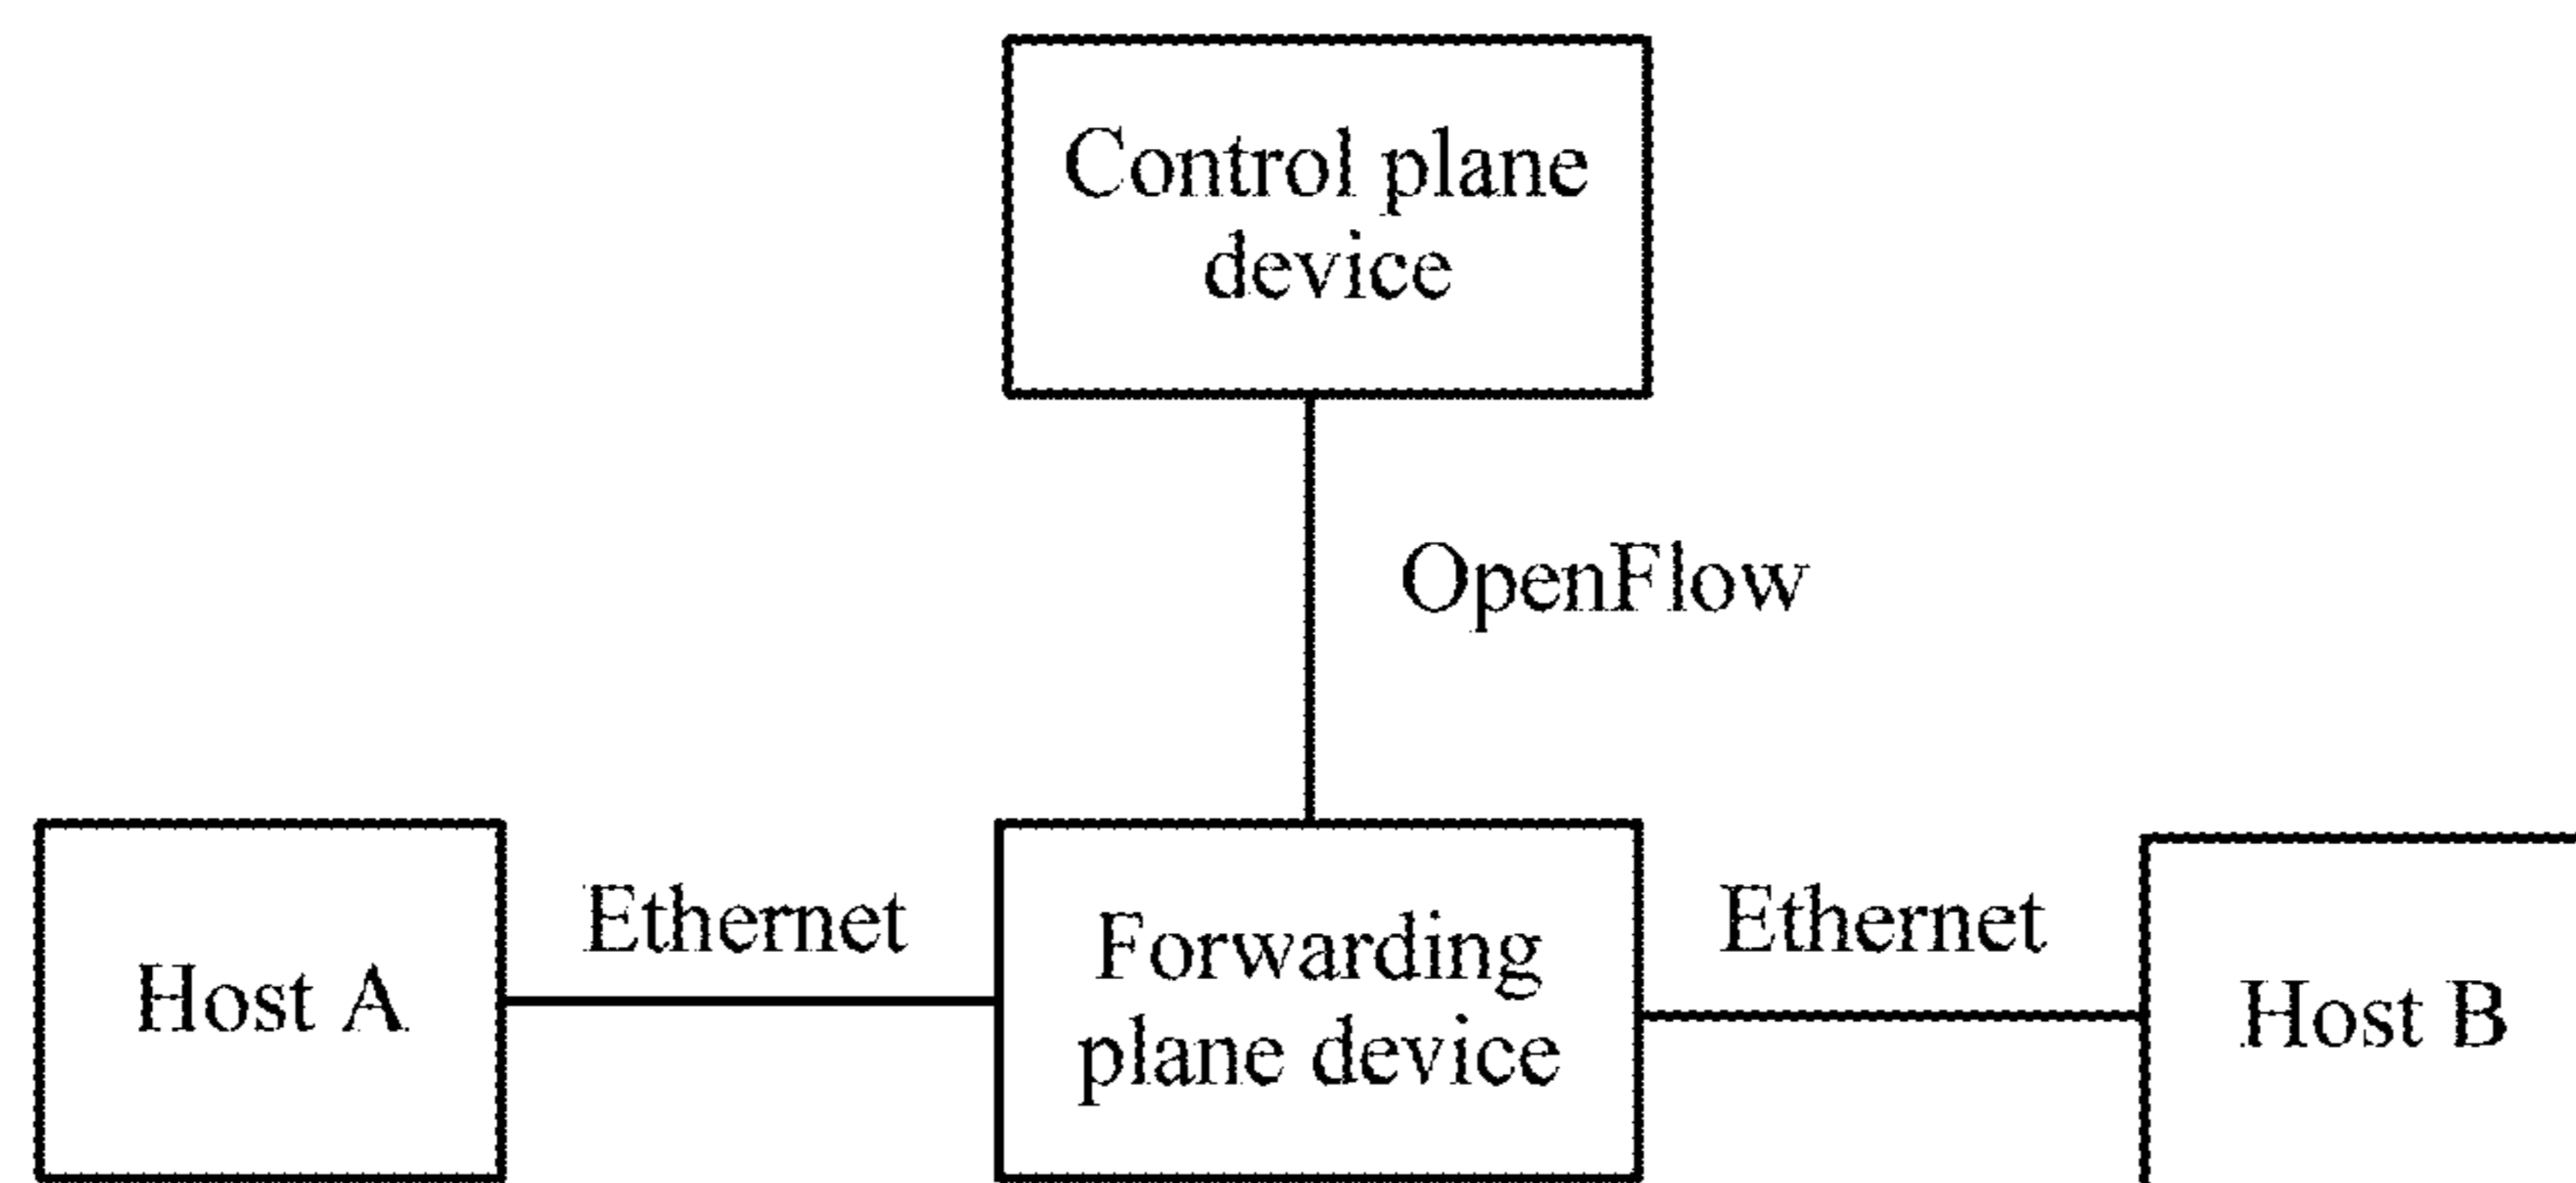 Control plane
device
OpenFlow
Ethernet
Ethernet
Host A
Forwarding
plane device
Host B